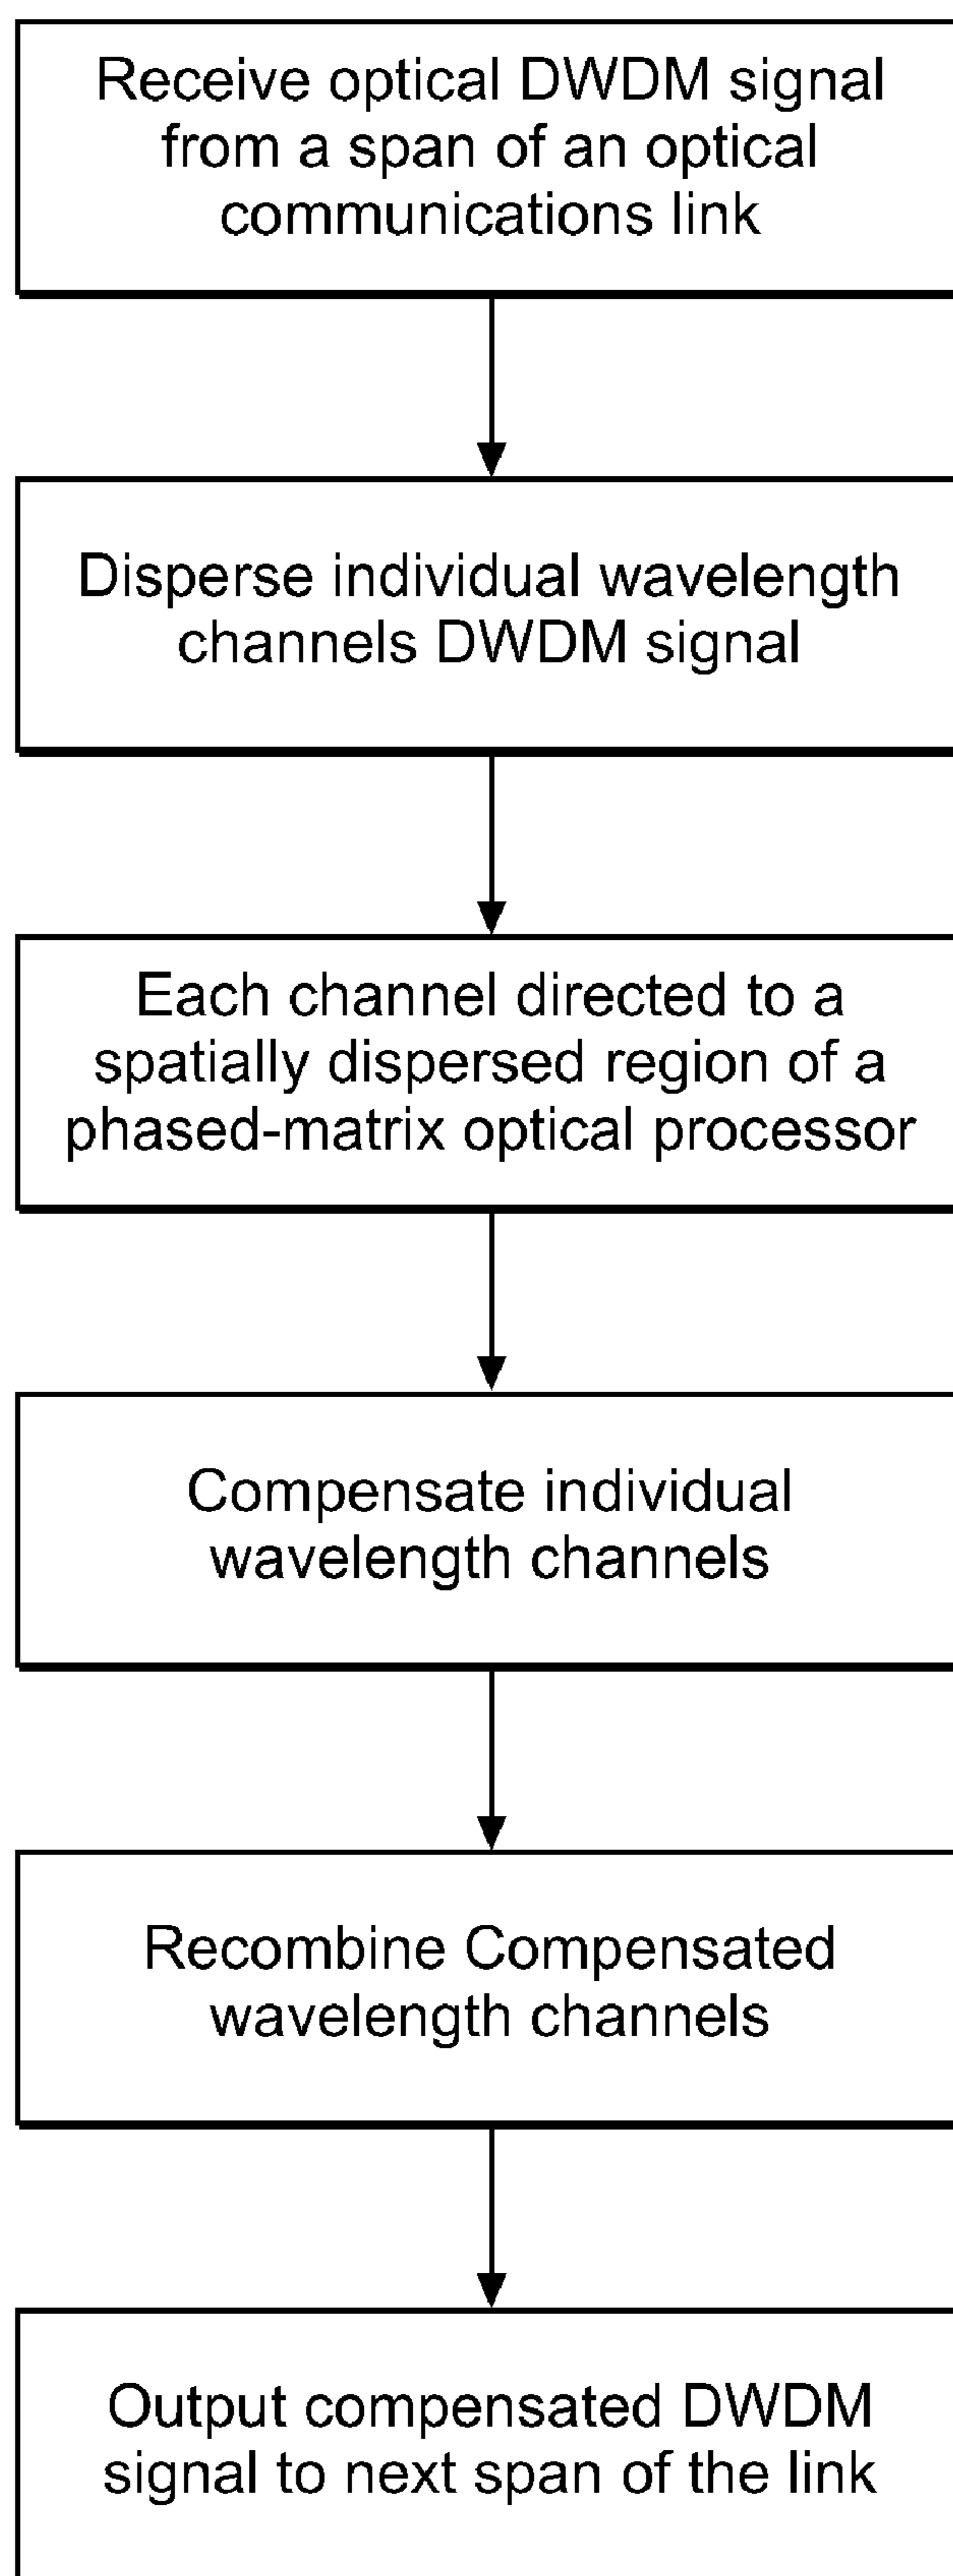 Receive optical DWDM signal
from a span of an optical
communications link
Disperse individual wavelength
channels DWDM signal
Each channel directed to a
spatially dispersed region of a
phased-matrix optical processor
Compensate individual
wavelength channels
Recombine Compensated
wavelength channels
Output compensated DWDM
signal to next span of the link